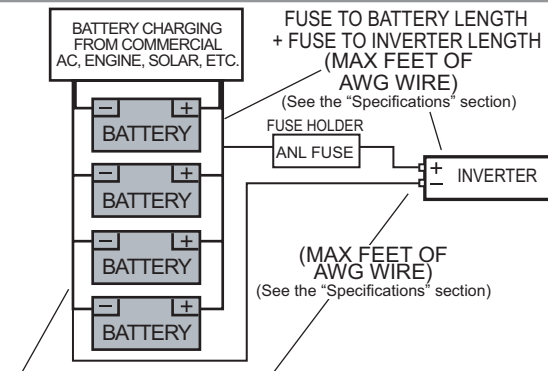 BATTERY CHARGING
FROM COMMERCIAL
AC, ENGINE, SOLAR, ETC.
FUSE TO BATTERY LENGTH
+ FUSE TO INVERTER LENGTH
(MAX FEET OF
AWG WIRE)
(See the “Specifications” section)
– +
BATTERY
FUSE HOLDER
ANL FUSE
+
–
INVERTER
– +
BATTERY
– +
BATTERY
(MAX FEET OF
AWG WIRE)
(See the “Specifications” section)
– +
BATTERY